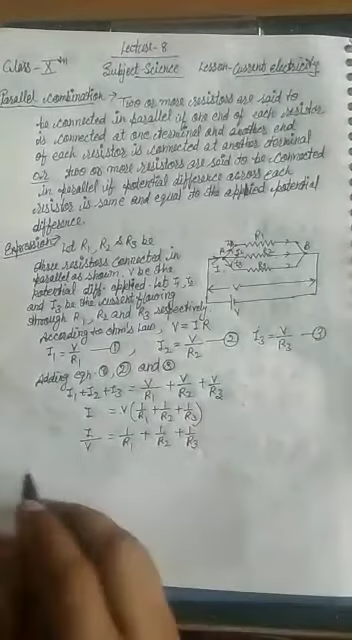 Lecture-8
Class-Xth Subject-Science Lesson-Current electricity
Parallel combination → Two or more resistors are said to
be connected in parallel if one end of each resistor
is connected at one terminal and another end
of each resistor is connected at another terminal
or two or more resistors are said to be connected
in parallel if potential difference across each
resistor is same and equal to the applied potential
difference.
Expression → Let R1, R2 & R3 be
three resistors connected in
parallel as shown. V be the
potential diff. applied. Let I1, I2
and I3 be the current flowing
through R1, R2 and R3 respectively
R1
A
I2
R2
B
I
I3
R3
V
V
According to ohm's law, V = IR
I1 = V/R1 — ①, I2 = V/R2 — ② I3 = V/R3 — ③
Adding eqn. ①, ② and ③
I1+I2+I3 = V/R1 + V/R2 + V/R3
I = V(1/R1 + 1/R2 + 1/R3)
I/V = 1/R1 + 1/R2 + 1/R3